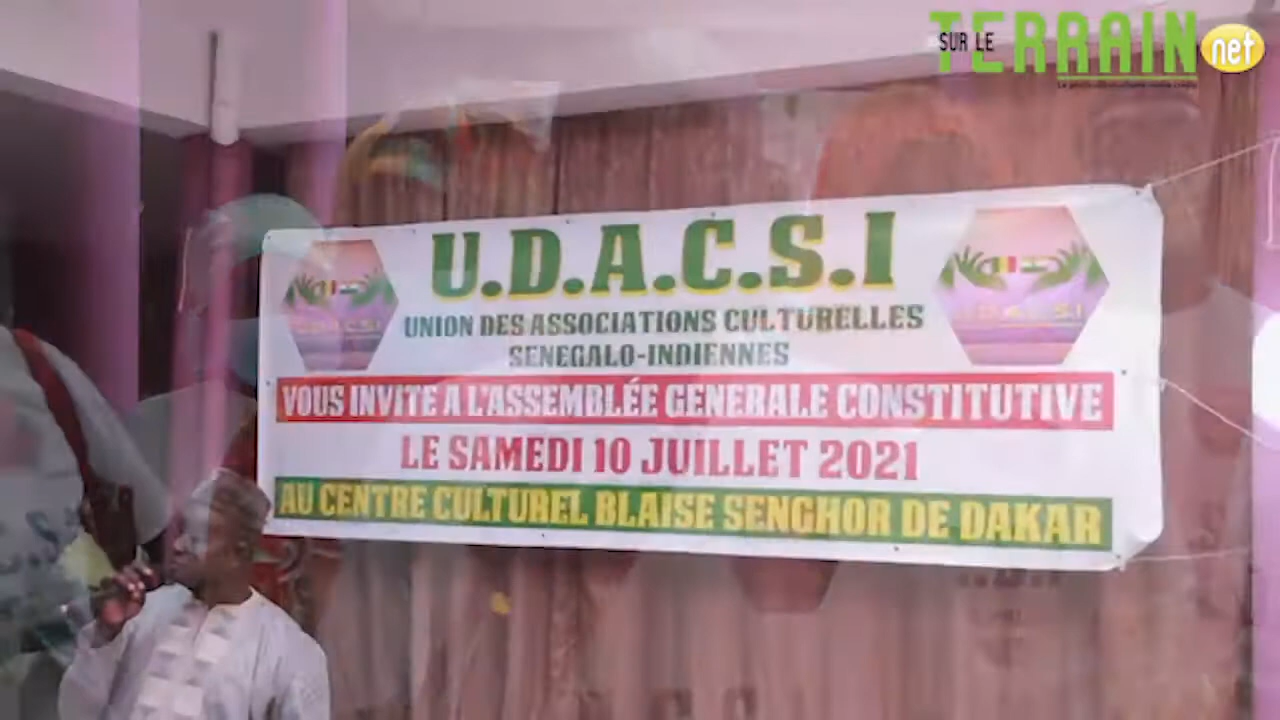 SUR LE TERRAIN net
U.D.A.C.S.I
UNION DES ASSOCIATIONS CULTURELLES
SENEGALO-INDIENNES
VOUS INVITE A L'ASSEMBLÉE GENERALE CONSTITUTIVE
LE SAMEDI 10 JUILLET 2021
AU CENTRE CULTUREL BLAISE SENGHOR DE DAKAR
U.D.A.C.S.I
U.D.A.C.S.I